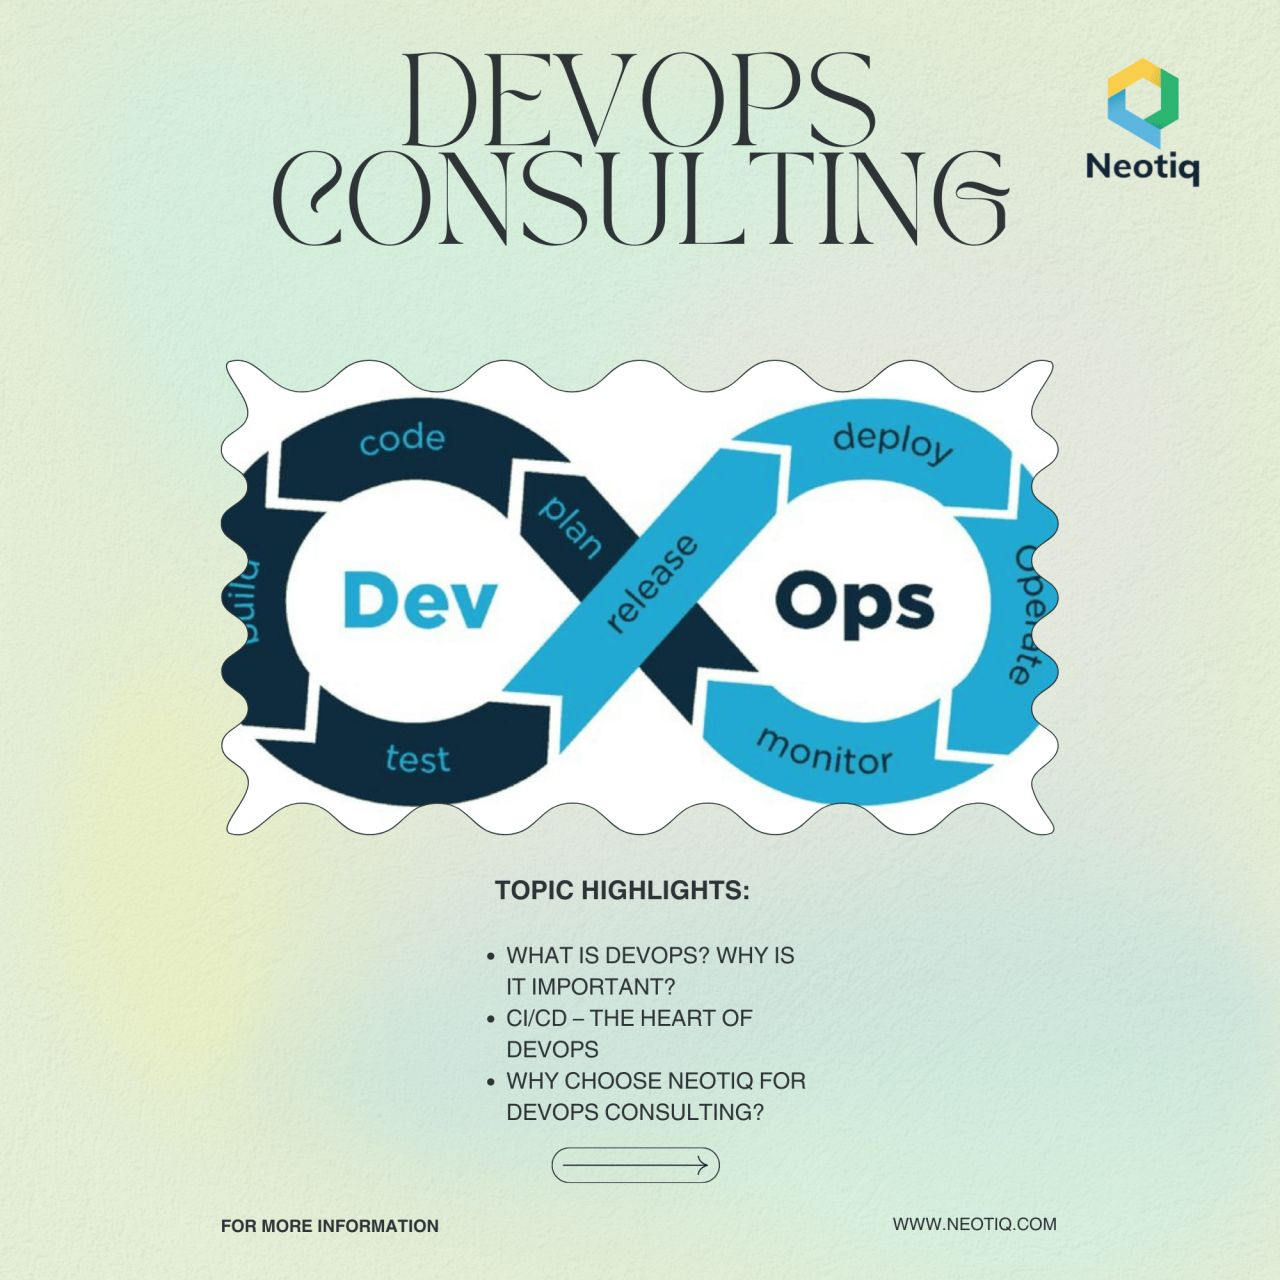 DEVOPS
CONSULTING
Neotiq
code
deploy
plan
release
build
Dev
Ops
Operate
test
monitor
TOPIC HIGHLIGHTS:
• WHAT IS DEVOPS? WHY IS
IT IMPORTANT?
• CI/CD – THE HEART OF
DEVOPS
• WHY CHOOSE NEOTIQ FOR
DEVOPS CONSULTING?
FOR MORE INFORMATION
WWW.NEOTIQ.COM